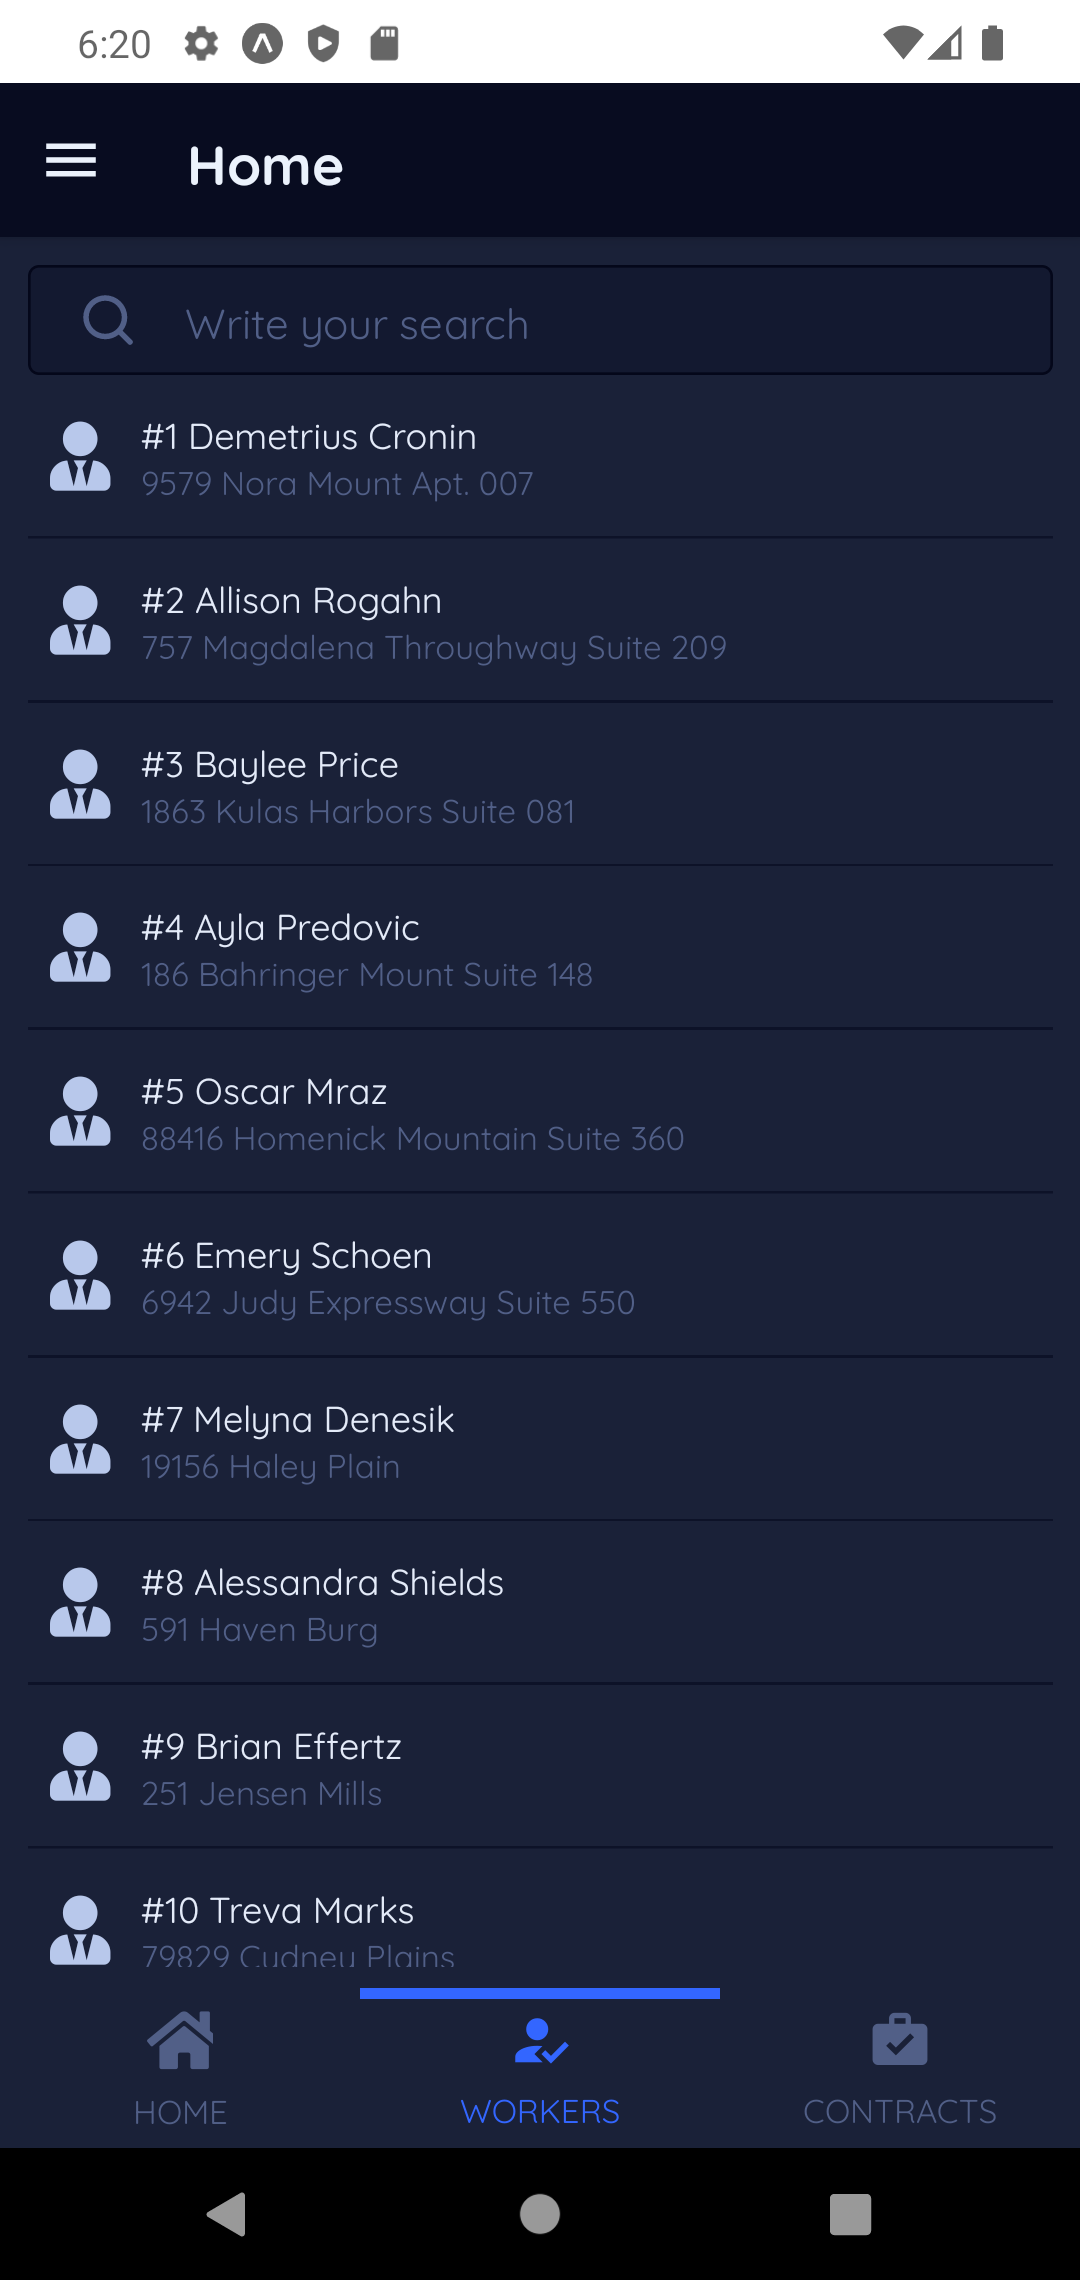 6:20
Home
Write your search
#1 Demetrius Cronin
9579 Nora Mount Apt. 007
#2 Allison Rogahn
757 Magdalena Throughway Suite 209
#3 Baylee Price
1863 Kulas Harbors Suite 081
#4 Ayla Predovic
186 Bahringer Mount Suite 148
#5 Oscar Mraz
88416 Homenick Mountain Suite 360
#6 Emery Schoen
6942 Judy Expressway Suite 550
#7 Melyna Denesik
19156 Haley Plain
#8 Alessandra Shields
591 Haven Burg
#9 Brian Effertz
251 Jensen Mills
#10 Treva Marks
79829 Cydney Plains
HOME
WORKERS
CONTRACTS